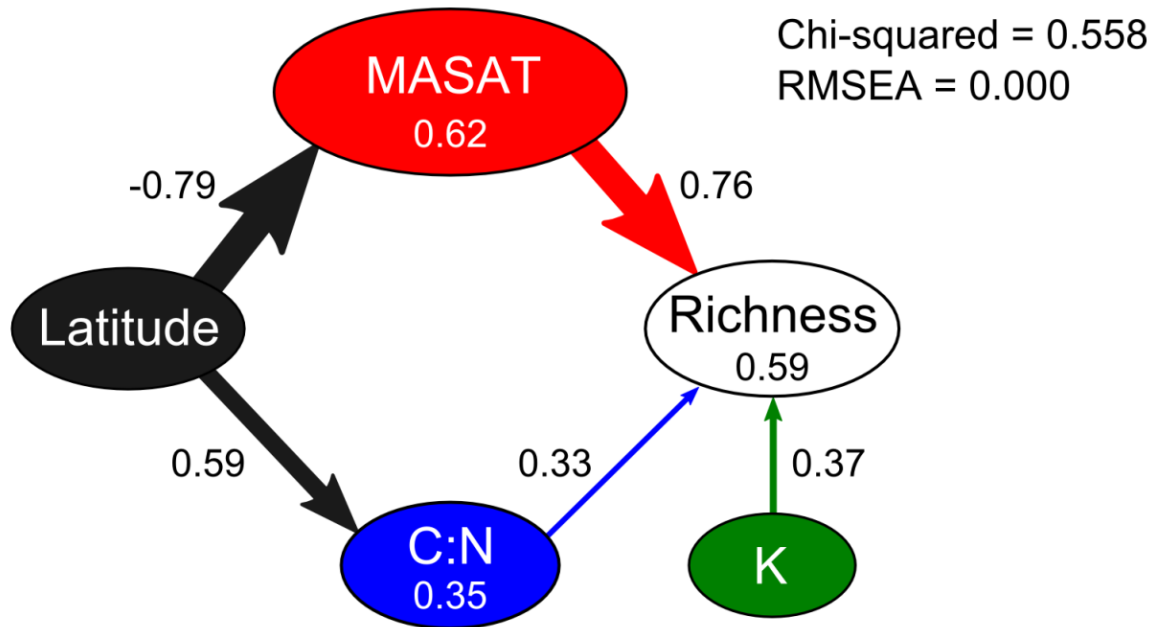 Chi-squared = 0.558
RMSEA = 0.000
MASAT
0.62
-0.79
0.76
Latitude
Richness
0.59
0.59
0.33
0.37
C:N
0.35
K